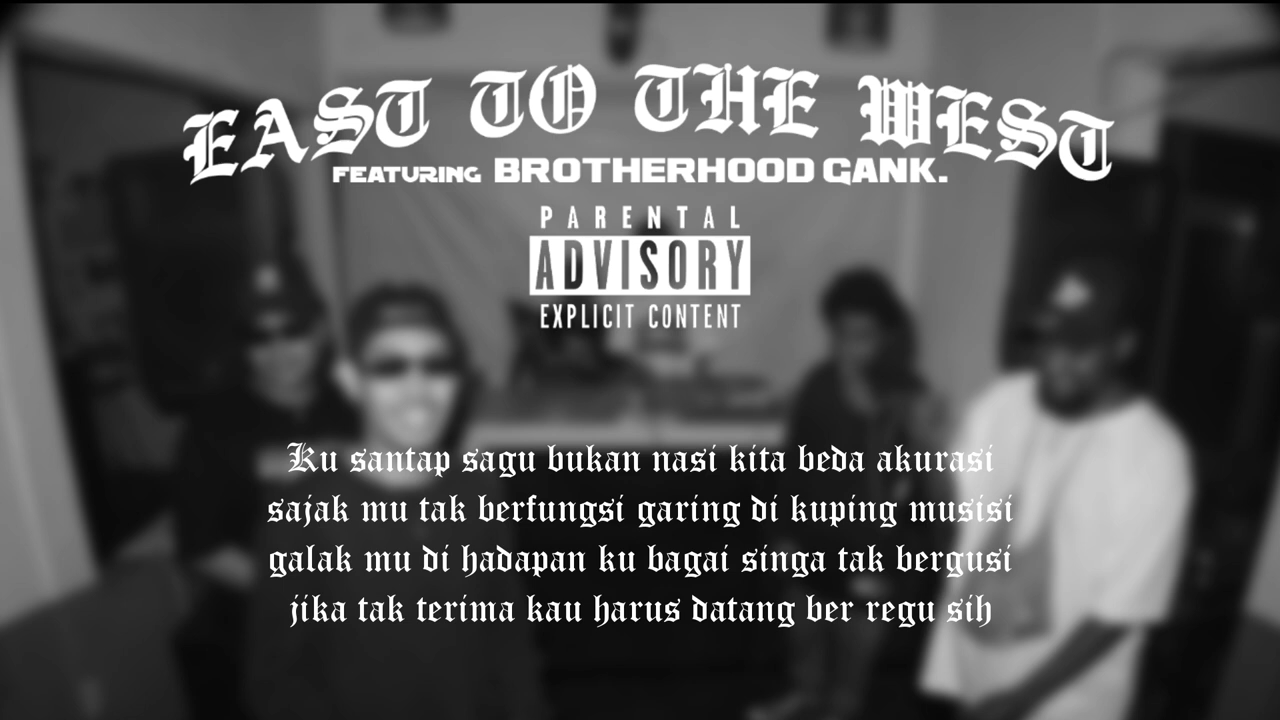 EAST TO THE WEST
FEATURING BROTHERHOOD GANK.
PARENTAL
ADVISORY
EXPLICIT CONTENT
Ku santap sagu bukan nasi kita beda akurasi
sajak mu tak berfungsi garing di kuping musisi
galak mu di hadapan ku bagai singa tak bergusi
jika tak terima kau harus datang ber regu sih